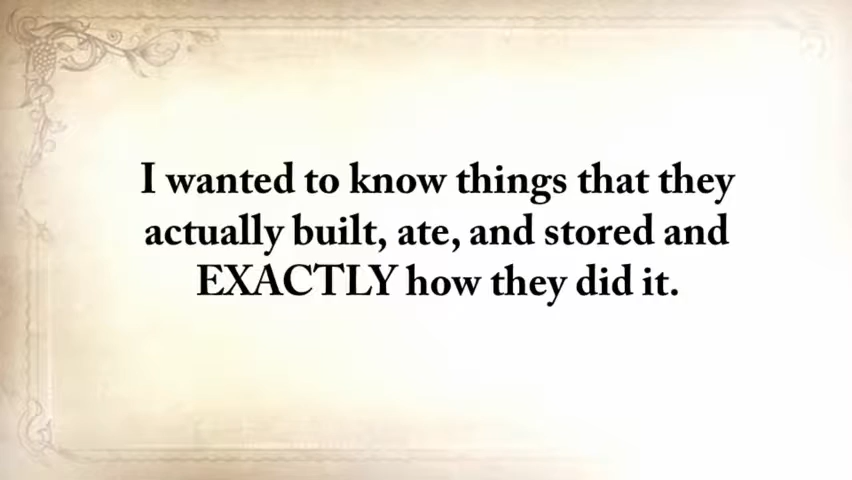 I wanted to know things that they
actually built, ate, and stored and
EXACTLY how they did it.